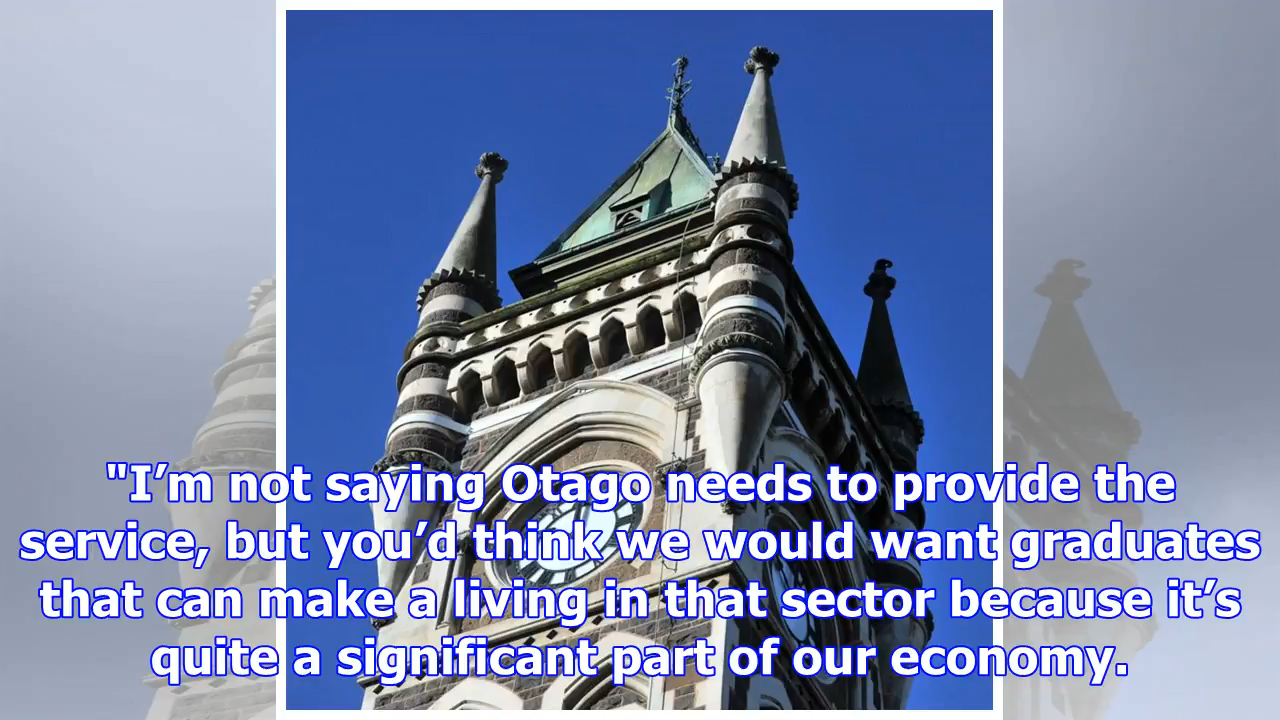 "I’m not saying Otago needs to provide the
service, but you’d think we would want graduates
that can make a living in that sector because it’s
quite a significant part of our economy.